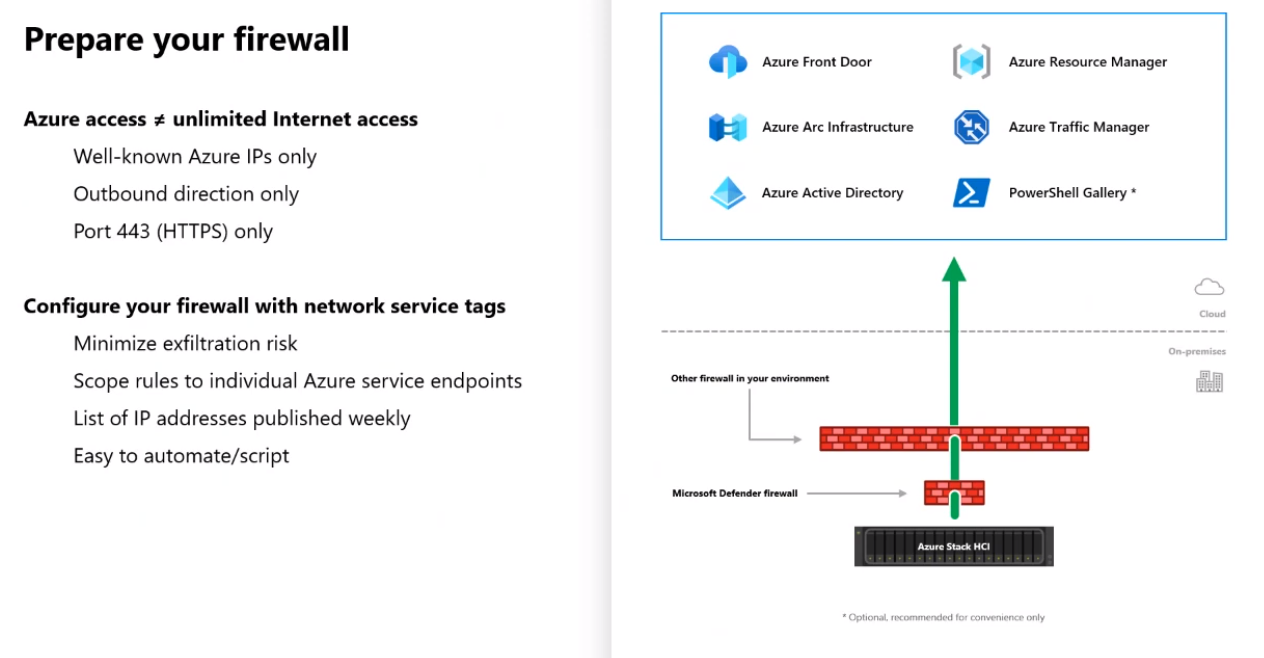 Prepare your firewall
Azure access ≠ unlimited Internet access
Well-known Azure IPs only
Outbound direction only
Port 443 (HTTPS) only
Configure your firewall with network service tags
Minimize exfiltration risk
Scope rules to individual Azure service endpoints
List of IP addresses published weekly
Easy to automate/script
Azure Front Door
Azure Resource Manager
Azure Arc Infrastructure
Azure Traffic Manager
Azure Active Directory
PowerShell Gallery *
Cloud
On-premises
Other firewall in your environment
Microsoft Defender firewall
Azure Stack HCI
* Optional, recommended for convenience only